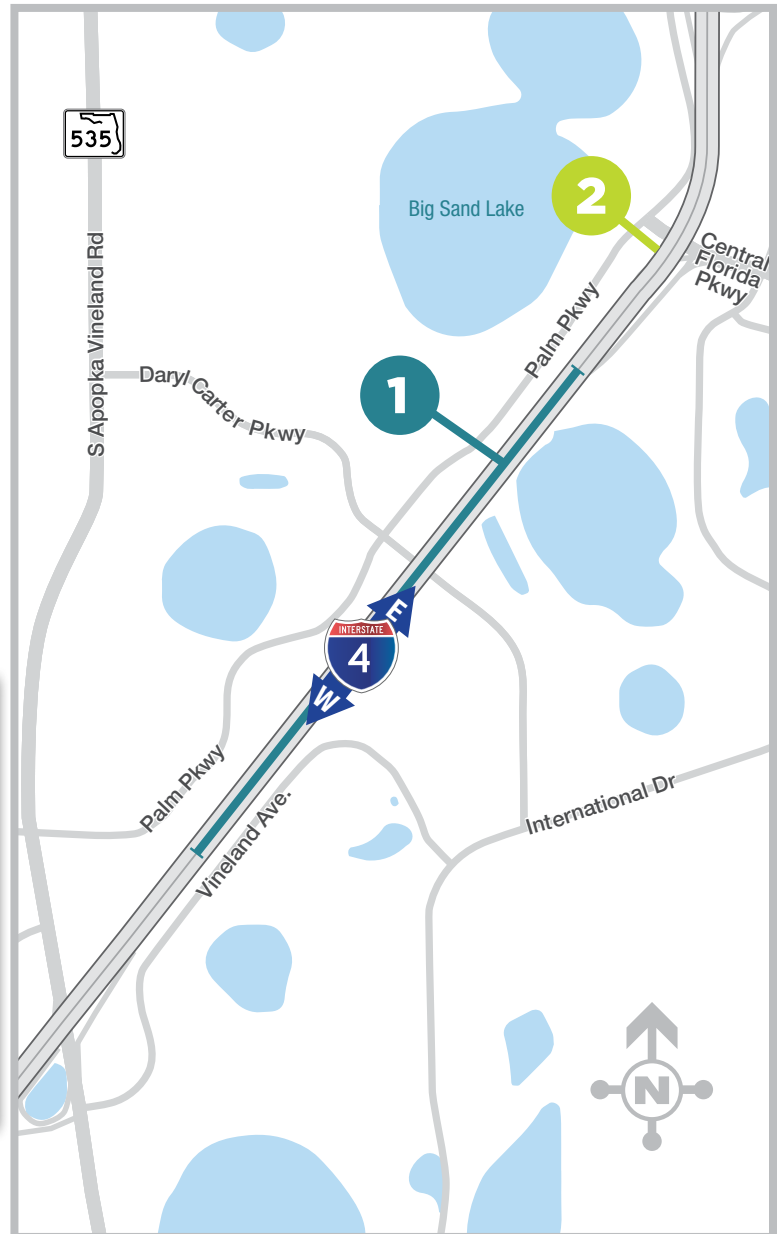 535
S Apopka Vineland Rd
Big Sand Lake
2
Central
Florida
Pkwy
Palm Pkwy
Daryl Carter Pkwy
1
E
INTERSTATE
4
W
Palm Pkwy
Vineland Ave.
International Dr
N